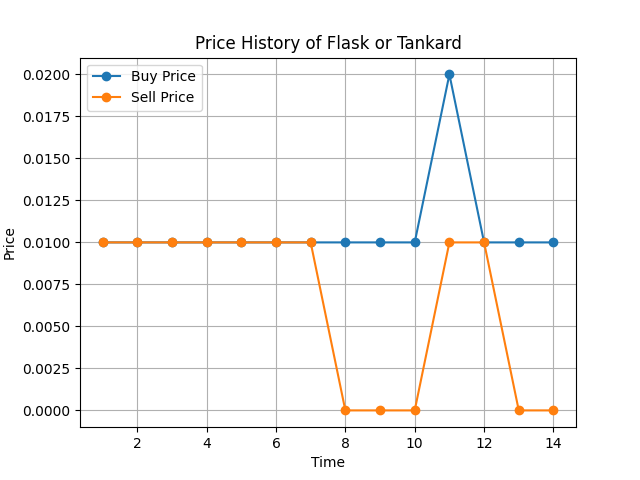 Price History of Flask or Tankard
Buy Price
Sell Price
0.0200
0.0175
0.0150
0.0125
0.0100
0.0075
0.0050
0.0025
0.0000
Price
2 4 6 8 10 12 14
Time